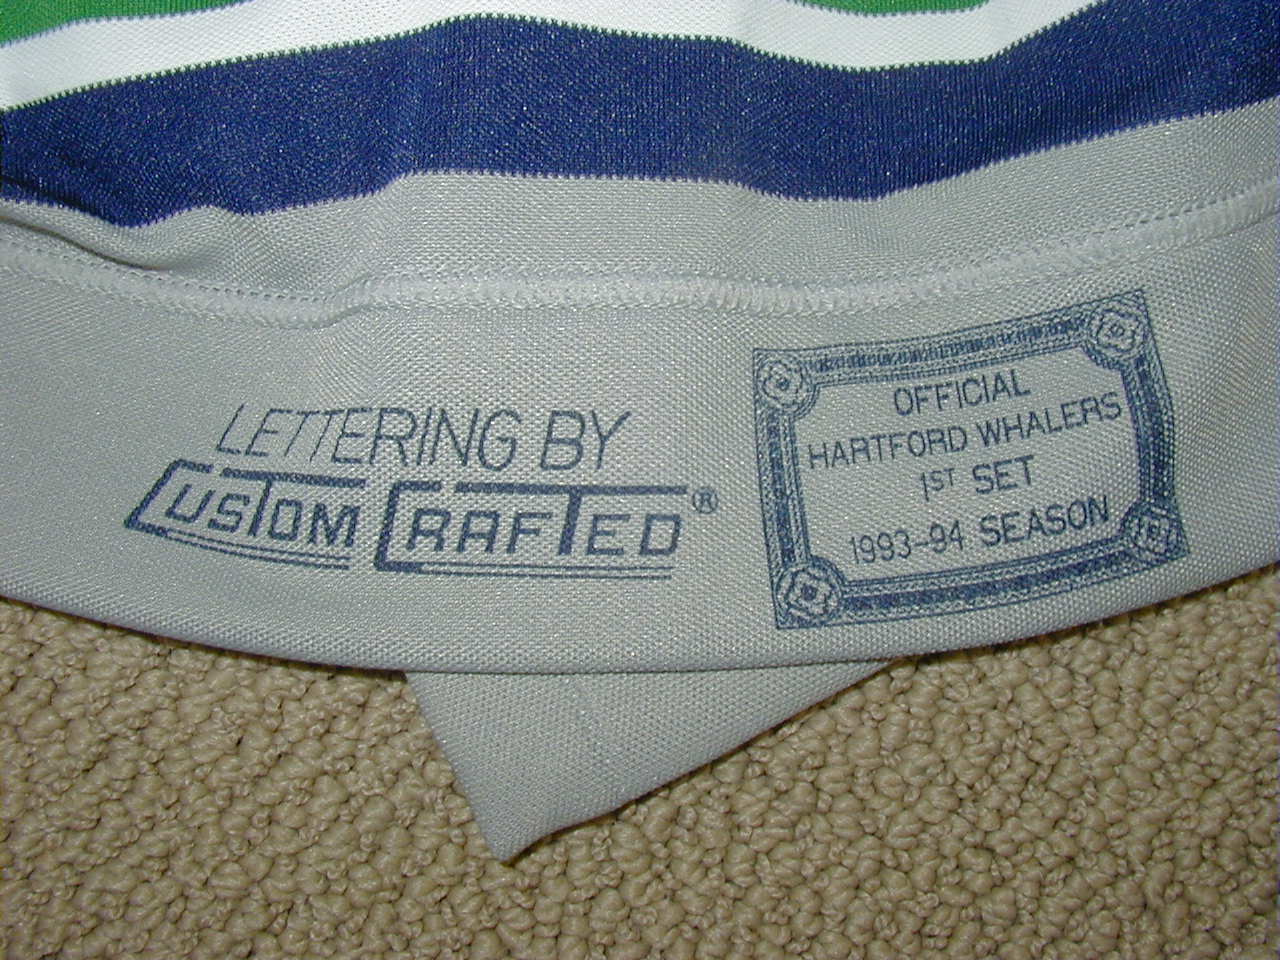 LETTERING BY
CUSTOM CRAFTED®
OFFICIAL
HARTFORD WHALERS
1ST SET
1993-94 SEASON